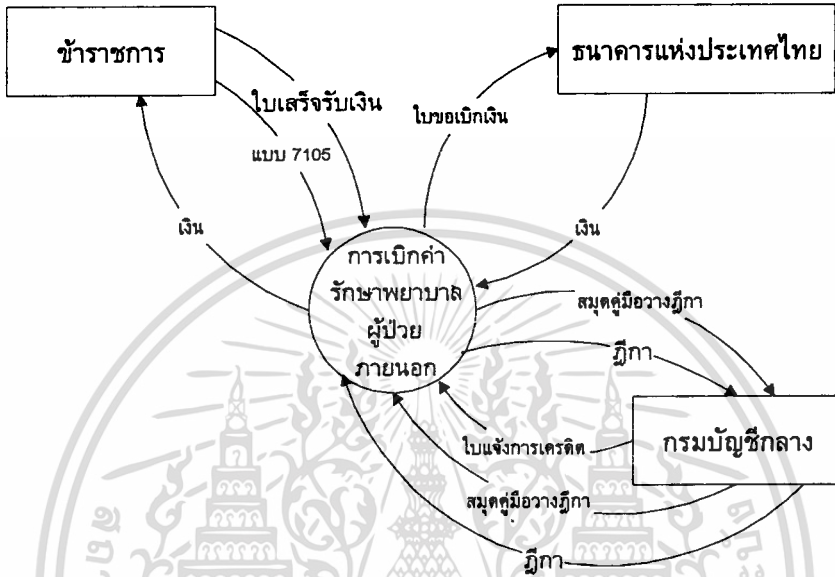 ข้าราชการ
ธนาคารแห่งประเทศไทย
ใบเสร็จรับเงิน
ใบขอเบิกเงิน
แบบ 7105
เงิน
เงิน
การเบิกค่า
รักษาพยาบาล
ผู้ป่วย
ภายนอก
สมุดคู่มือวางฎีกา
ฎีกา
กรมบัญชีกลาง
ใบแจ้งการเครดิต
สมุดคู่มือวางฎีกา
ฎีกา